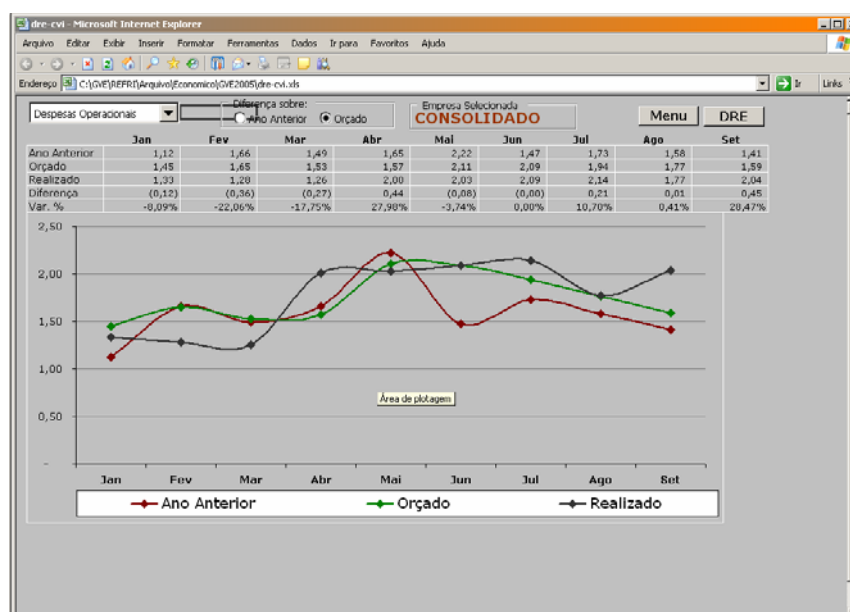 dre-cvi - Microsoft Internet Explorer
Arquivo Editar Exibir Inserir Formatar Ferramentas Dados Ir para Favoritos Ajuda
Endereço C:\GVE\REFRI\Arquivo\Economico\GVE2005\dre-cvi.xls Ir Links
Despesas Operacionais
Diferença sobre:
Ano Anterior Orçado
Empresa Selecionada
CONSOLIDADO
Menu DRE
Jan Fev Mar Abr Mai Jun Jul Ago Set
Ano Anterior 1,12 1,66 1,49 1,65 2,22 1,47 1,73 1,58 1,41
Orçado 1,45 1,65 1,53 1,57 2,11 2,09 1,94 1,77 1,59
Realizado 1,33 1,28 1,26 2,00 2,03 2,09 2,14 1,77 2,04
Diferença (0,12) (0,36) (0,27) 0,44 (0,08) (0,00) 0,21 0,01 0,45
Var. % -8,09% -22,06% -17,75% 27,98% -3,74% 0,00% 10,70% 0,41% 28,47%
2,50
2,00
1,50
1,00
0,50
-
Área de plotagem
Jan Fev Mar Abr Mai Jun Jul Ago Set
Ano Anterior Orçado Realizado